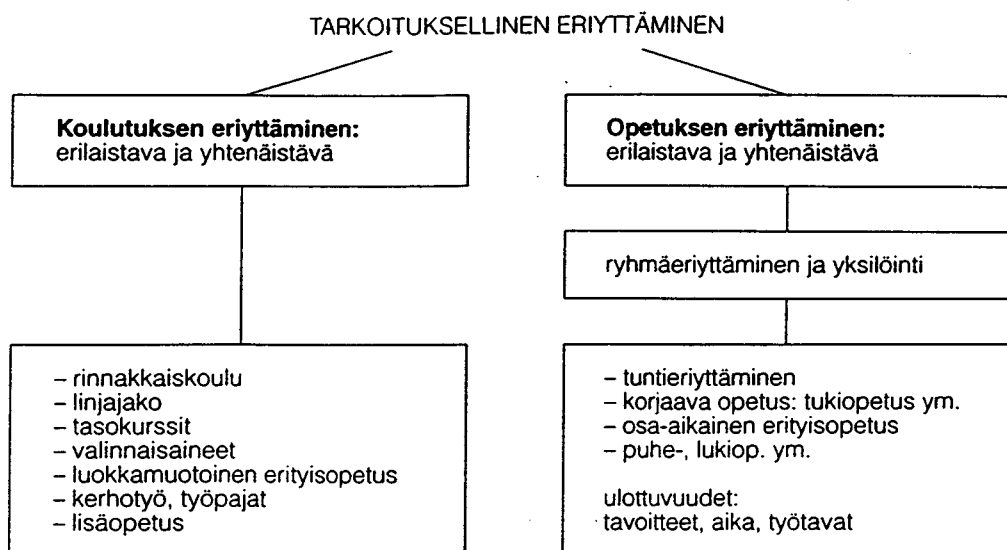 TARKOITUKSELLINEN ERIYTTÄMINEN
Koulutuksen eriyttäminen:
erilaistava ja yhtenäistävä
Opetuksen eriyttäminen:
erilaistava ja yhtenäistävä
ryhmäeriyttäminen ja yksilöinti
– rinnakkaiskoulu
– linjajako
– tasokurssit
– valinnaisaineet
– luokkamuotoinen erityisopetus
– kerhotyö, työpajat
– lisäopetus
– tuntieriyttäminen
– korjaava opetus: tukiopetus ym.
– osa-aikainen erityisopetus
– puhe-, lukiop. ym.
ulottuvuudet:
tavoitteet, aika, työtavat